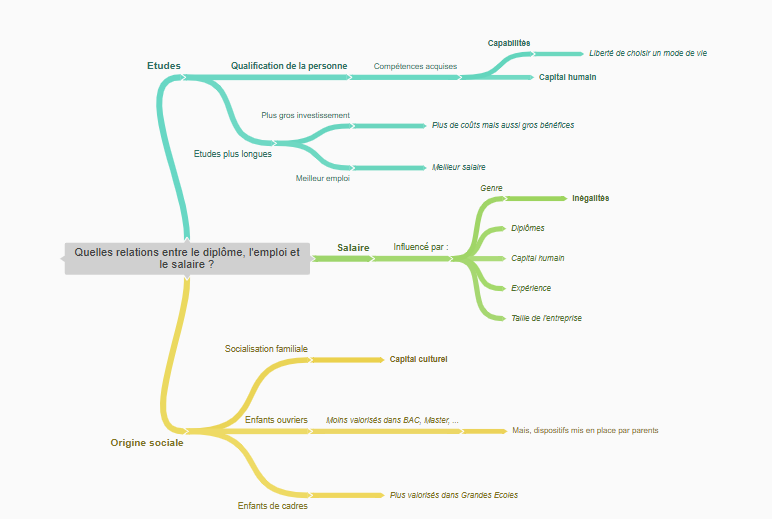 Capabilités
Liberté de choisir un mode de vie
Etudes
Qualification de la personne
Compétences acquises
Capital humain
Plus gros investissement
Plus de coûts mais aussi gros bénéfices
Etudes plus longues
Meilleur salaire
Meilleur emploi
Genre
Inégalités
Diplômes
Quelles relations entre le diplôme, l'emploi et
le salaire ?
Salaire
Influencé par :
Capital humain
Expérience
Taille de l'entreprise
Socialisation familiale
Capital culturel
Enfants ouvriers
Moins valorisés dans BAC, Master, ...
Mais, dispositifs mis en place par parents
Origine sociale
Plus valorisés dans Grandes Ecoles
Enfants de cadres